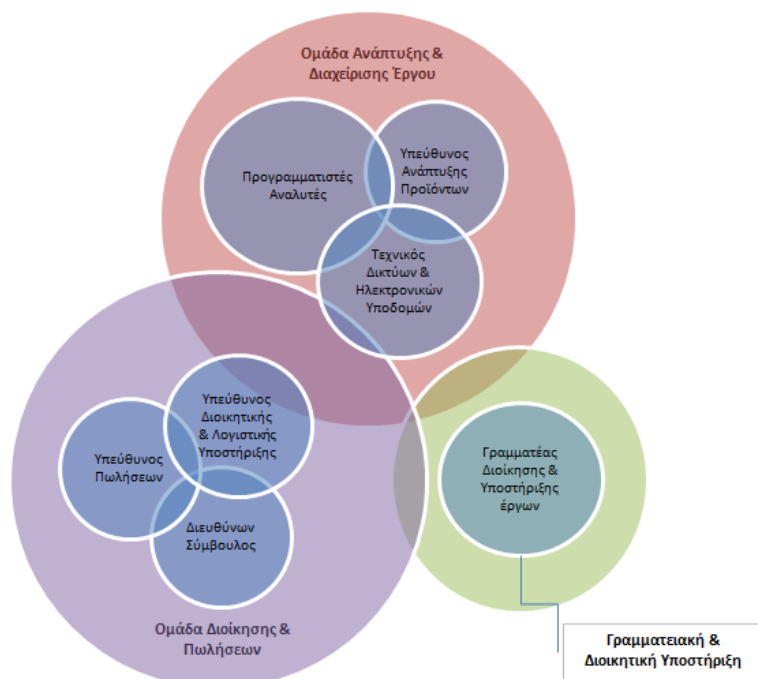 Ομάδα Ανάπτυξης &
Διαχείρισης Έργου
Προγραμματιστές
Αναλυτές
Υπεύθυνος
Ανάπτυξης
Προϊόντων
Τεχνικός
Δικτύων &
Ηλεκτρονικών
Υποδομών
Υπεύθυνος
Διοικητικής
& Λογιστικής
Υποστήριξης
Υπεύθυνος
Πωλήσεων
Διευθύνων
Σύμβουλος
Ομάδα Διοίκησης &
Πωλήσεων
Γραμματέας
Διοίκησης &
Υποστήριξης
έργων
Γραμματειακή &
Διοικητική Υποστήριξη